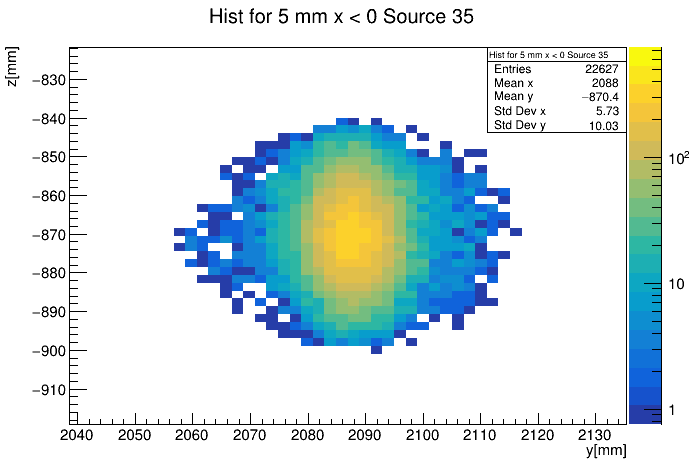 Hist for 5 mm x < 0 Source 35
z[mm]
Hist for 5 mm x < 0 Source 35
Entries 22627
Mean x 2088
Mean y −870.4
Std Dev x 5.73
Std Dev y 10.03
−830
−840
−850
−860
−870
−880
−890
−900
−910
10²
10
1
2040 2050 2060 2070 2080 2090 2100 2110 2120 2130
y[mm]